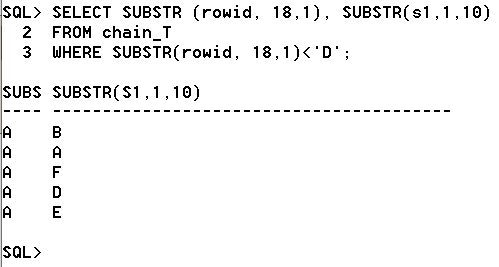 SQL> SELECT SUBSTR (rowid, 18,1), SUBSTR(s1,1,10)
2 FROM chain_T
3 WHERE SUBSTR(rowid, 18,1)<'D';
SUBS SUBSTR(S1,1,10)
---- ----------------------------------------
A B
A A
A F
A D
A E
SQL>